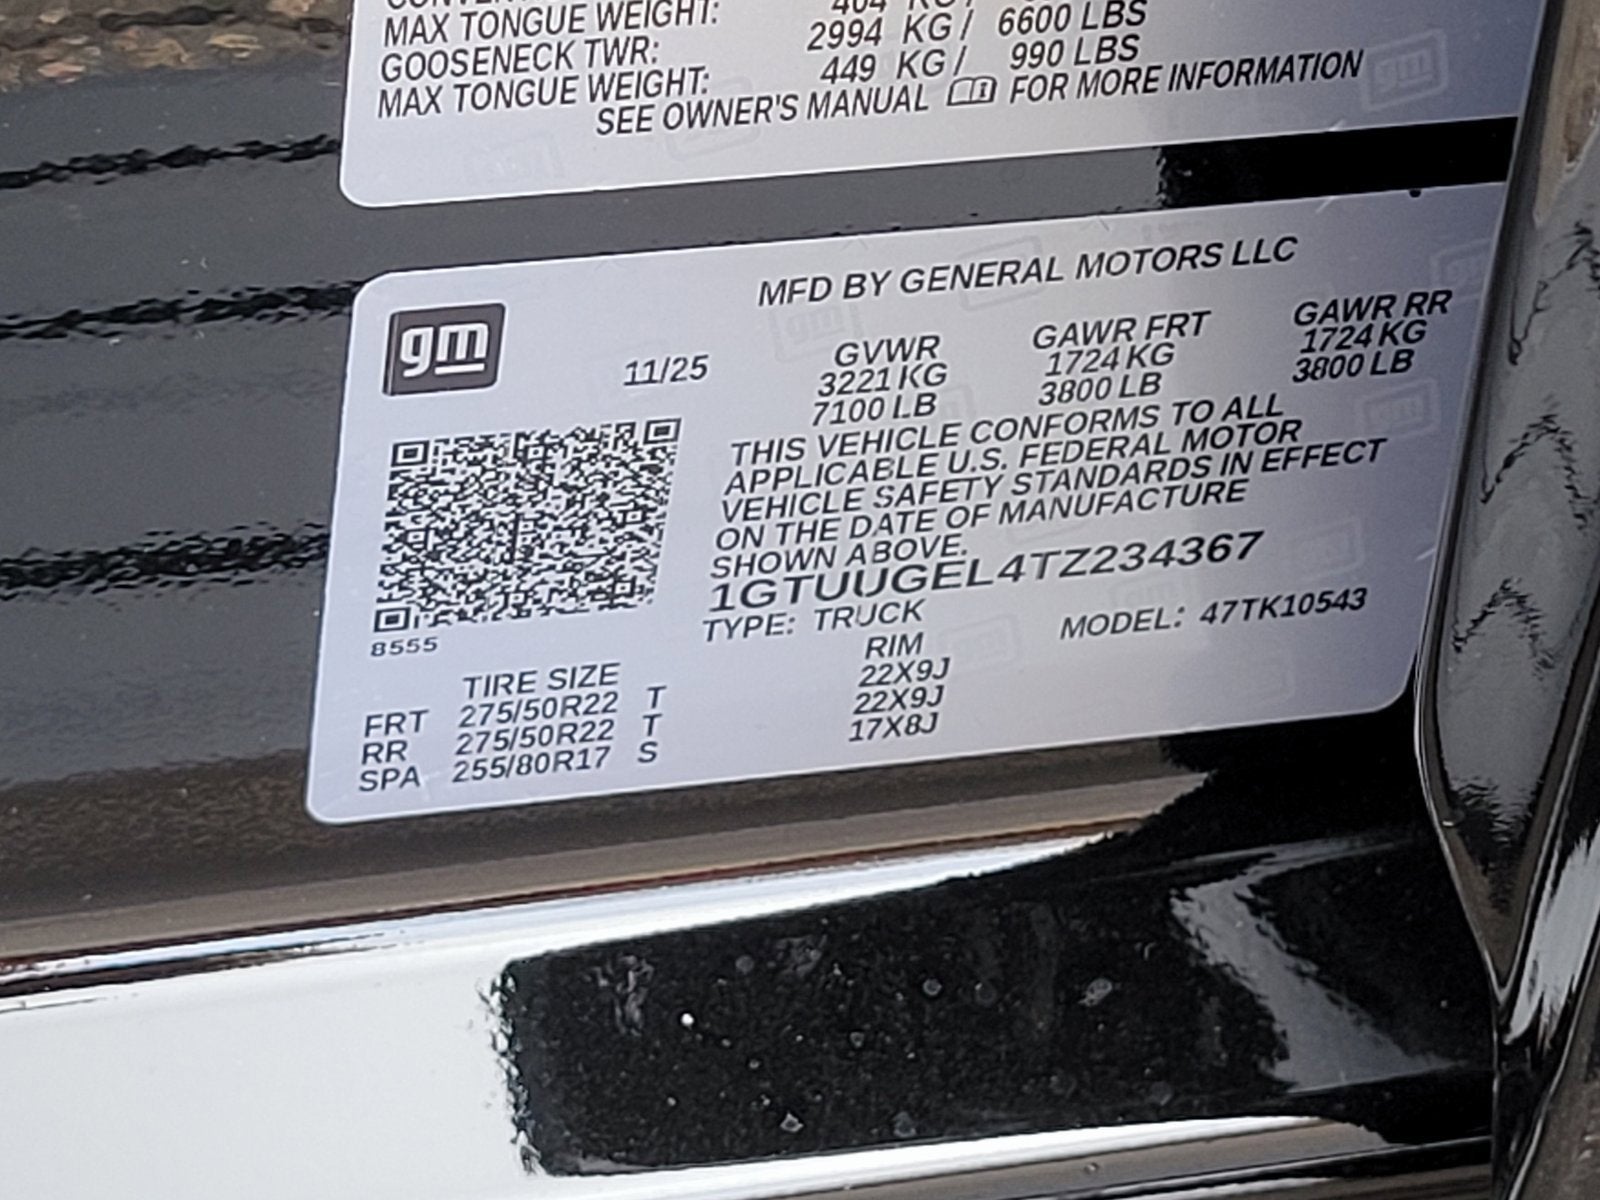 MAX TONGUE WEIGHT: 404 KG/
GOOSENECK TWR: 2994 KG/ 6600 LBS
MAX TONGUE WEIGHT: 449 KG/ 990 LBS
SEE OWNER'S MANUAL FOR MORE INFORMATION
gm
MFD BY GENERAL MOTORS LLC
11/25 GVWR GAWR FRT GAWR RR
3221 KG 1724 KG 1724 KG
7100 LB 3800 LB 3800 LB
THIS VEHICLE CONFORMS TO ALL
APPLICABLE U.S. FEDERAL MOTOR
VEHICLE SAFETY STANDARDS IN EFFECT
ON THE DATE OF MANUFACTURE
SHOWN ABOVE.
1GTUUGEL4TZ234367
TYPE: TRUCK MODEL: 47TK10543
8555
TIRE SIZE RIM
FRT 275/50R22 T 22X9J
RR 275/50R22 T 22X9J
SPA 255/80R17 S 17X8J